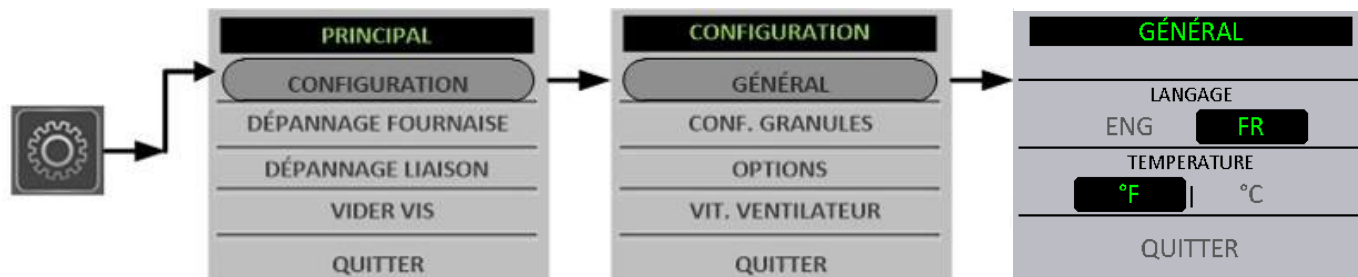 PRINCIPAL
CONFIGURATION
DÉPANNAGE FOURNAISE
DÉPANNAGE LIAISON
VIDER VIS
QUITTER
CONFIGURATION
GÉNÉRAL
CONF. GRANULES
OPTIONS
VIT. VENTILATEUR
QUITTER
GÉNÉRAL
LANGAGE
ENG FR
TEMPERATURE
°F | °C
QUITTER